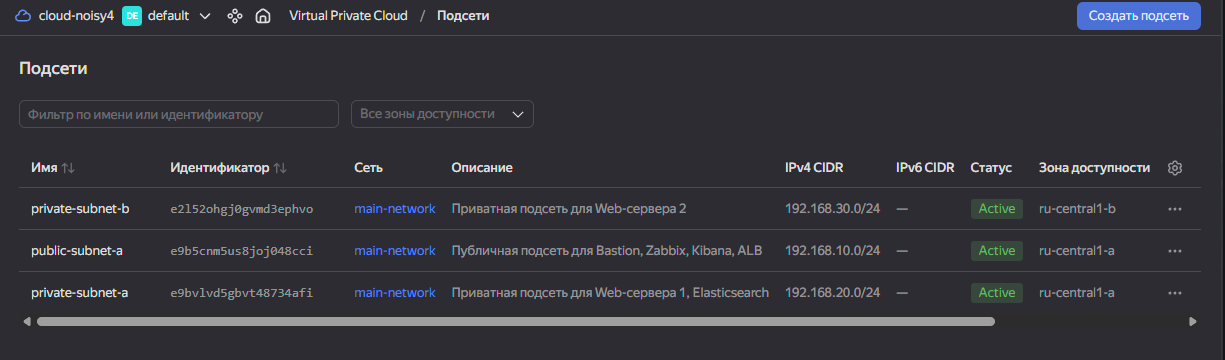 cloud-noisy4 DE default Virtual Private Cloud / Подсети Создать подсеть
Подсети
Фильтр по имени или идентификатору Все зоны доступности
Имя Идентификатор Сеть Описание IPv4 CIDR IPv6 CIDR Статус Зона доступности
private-subnet-b e2l52ohgj0gvmd3ephvo main-network Приватная подсеть для Web-сервера 2 192.168.30.0/24 — Active ru-central1-b
public-subnet-a e9b5cnm5us8joj048cci main-network Публичная подсеть для Bastion, Zabbix, Kibana, ALB 192.168.10.0/24 — Active ru-central1-a
private-subnet-a e9bvlvd5gbvt48734afi main-network Приватная подсеть для Web-сервера 1, Elasticsearch 192.168.20.0/24 — Active ru-central1-a